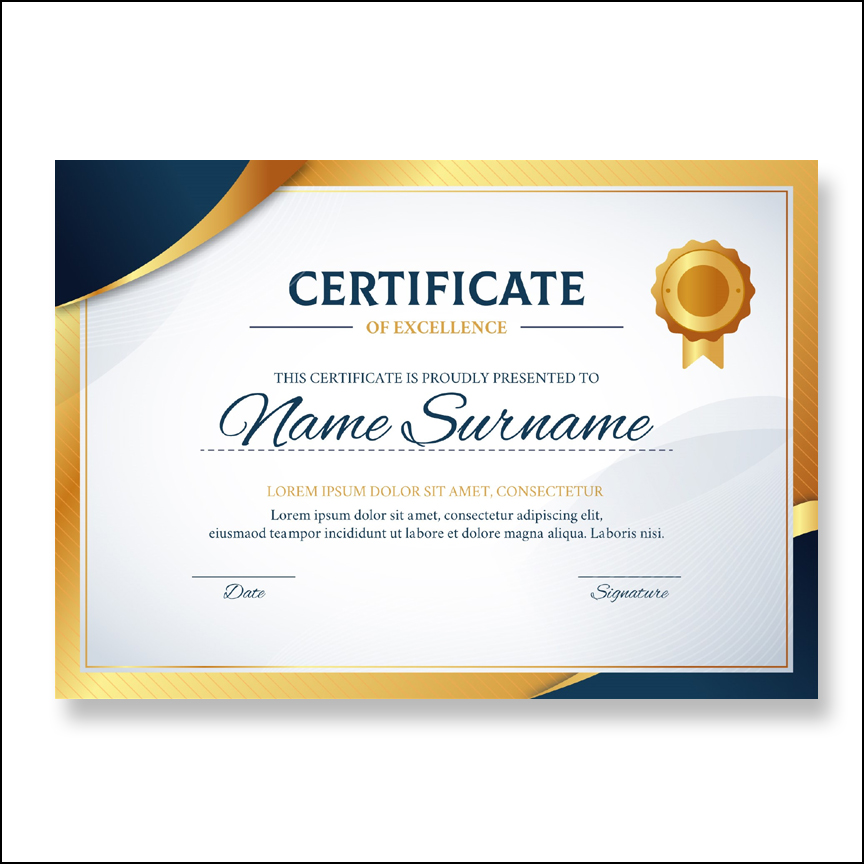 CERTIFICATE
OF EXCELLENCE
THIS CERTIFICATE IS PROUDLY PRESENTED TO
Name Surname
LOREM IPSUM DOLOR SIT AMET, CONSECTETUR
Lorem ipsum dolor sit amet, consectetur adipiscing elit,
eiusmaod teampor incididunt ut labore et dolore magna aliqua. Laboris nisi.
Date
Signature